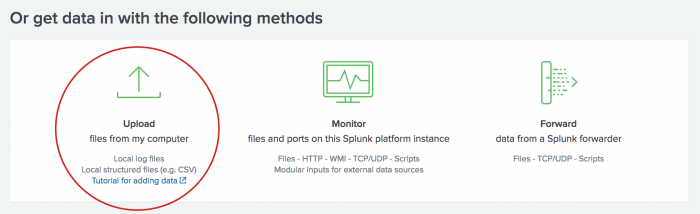 Or get data in with the following methods
Upload
files from my computer
Local log files
Local structured files (e.g. CSV)
Tutorial for adding data
Monitor
files and ports on this Splunk platform instance
Files - HTTP - WMI - TCP/UDP - Scripts
Modular inputs for external data sources
Forward
data from a Splunk forwarder
Files - TCP/UDP - Scripts